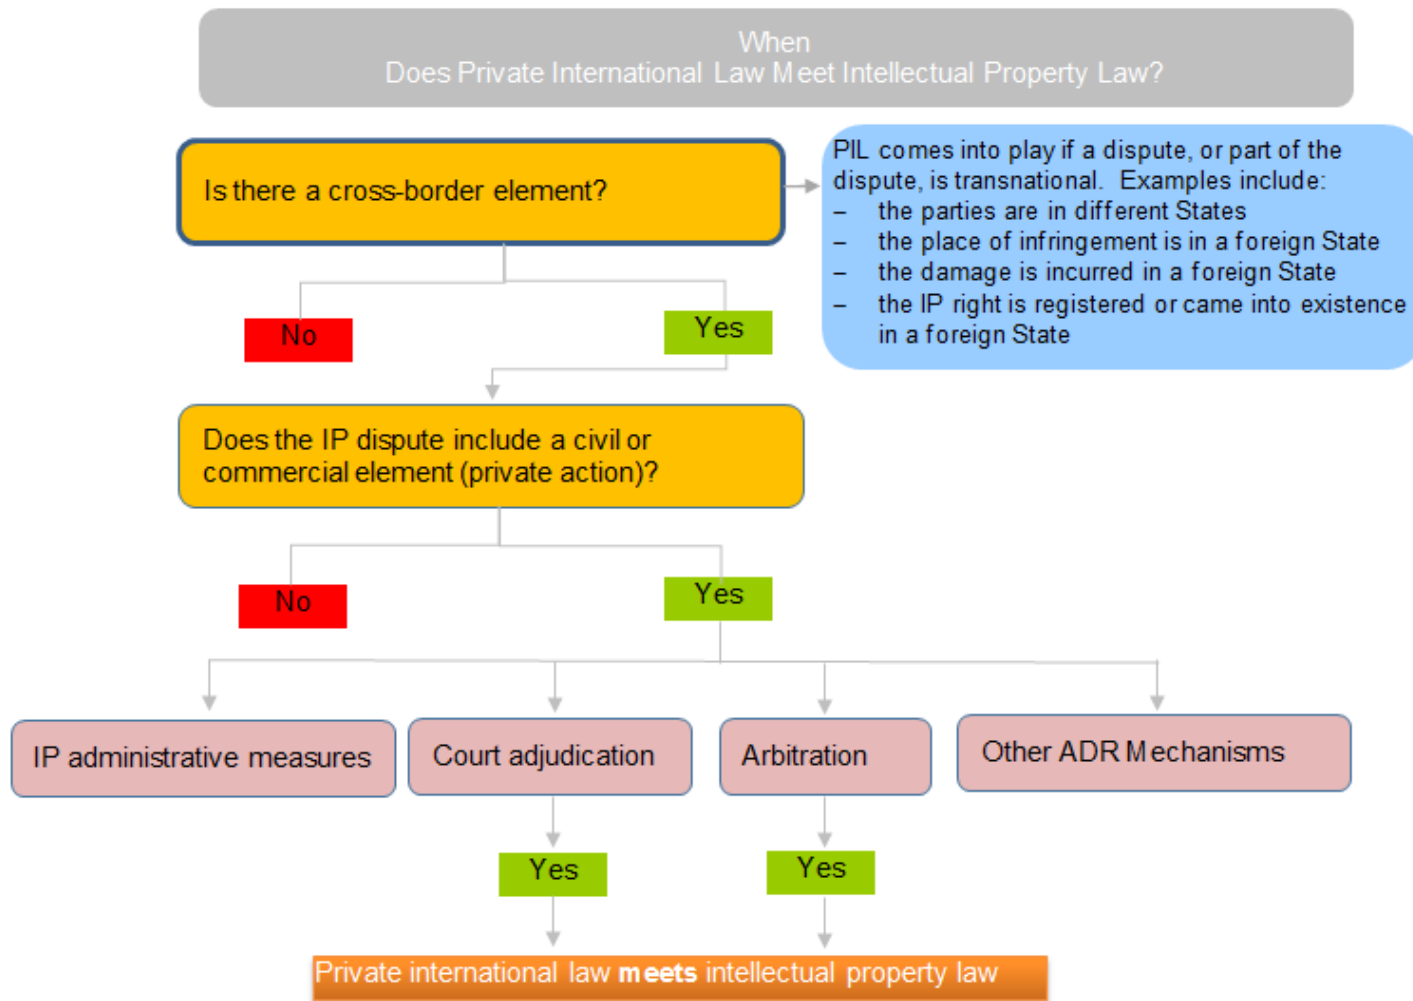 When
Does Private International Law Meet Intellectual Property Law?
Is there a cross-border element?
PIL comes into play if a dispute, or part of the
dispute, is transnational. Examples include:
– the parties are in different States
– the place of infringement is in a foreign State
– the damage is incurred in a foreign State
– the IP right is registered or came into existence
in a foreign State
No
Yes
Does the IP dispute include a civil or
commercial element (private action)?
No
Yes
IP administrative measures
Court adjudication
Arbitration
Other ADR Mechanisms
Yes
Yes
Private international law meets intellectual property law